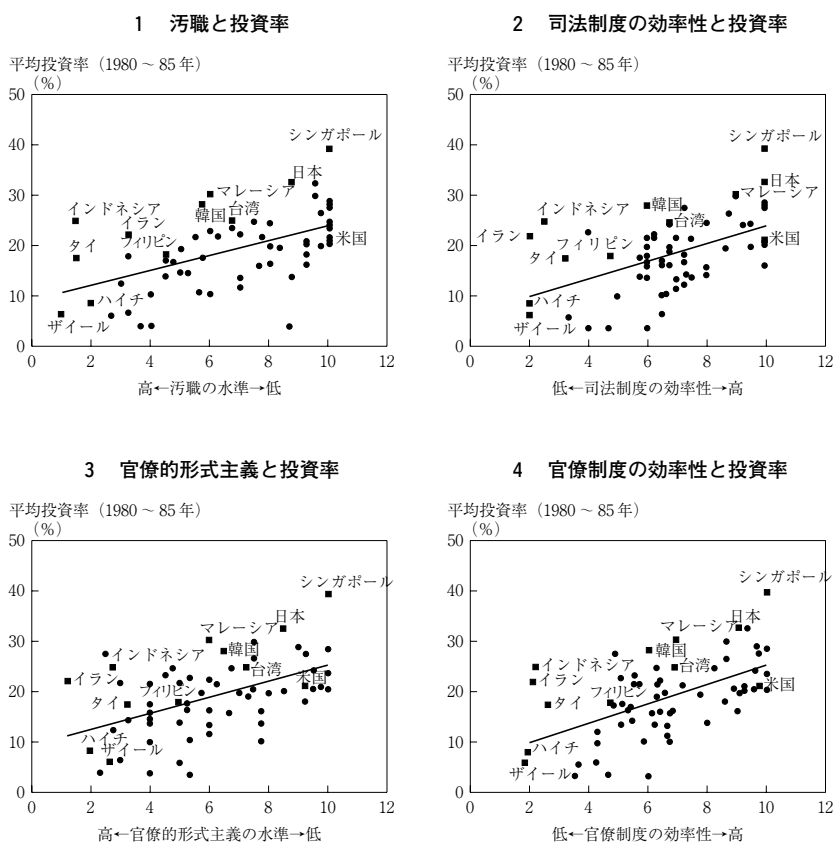 1 汚職と投資率
平均投資率（1980～85年）
（%）
50
40
30
20
10
0
シンガポール
日本
マレーシア
インドネシア
韓国
台湾
イラン
タイ
フィリピン
米国
ハイチ
ザイール
0 2 4 6 8 10 12
高←汚職の水準→低
2 司法制度の効率性と投資率
平均投資率（1980～85年）
（%）
50
40
30
20
10
0
シンガポール
日本
マレーシア
インドネシア
韓国
台湾
イラン
フィリピン
タイ
米国
ハイチ
ザイール
0 2 4 6 8 10 12
低←司法制度の効率性→高
3 官僚的形式主義と投資率
平均投資率（1980～85年）
（%）
50
40
30
20
10
0
シンガポール
日本
マレーシア
韓国
インドネシア
台湾
イラン
米国
フィリピン
タイ
ハイチ
ザイール
0 2 4 6 8 10 12
高←官僚的形式主義の水準→低
4 官僚制度の効率性と投資率
平均投資率（1980～85年）
（%）
50
40
30
20
10
0
シンガポール
日本
マレーシア
韓国
インドネシア
台湾
イラン
米国
フィリピン
タイ
ハイチ
ザイール
0 2 4 6 8 10 12
低←官僚制度の効率性→高